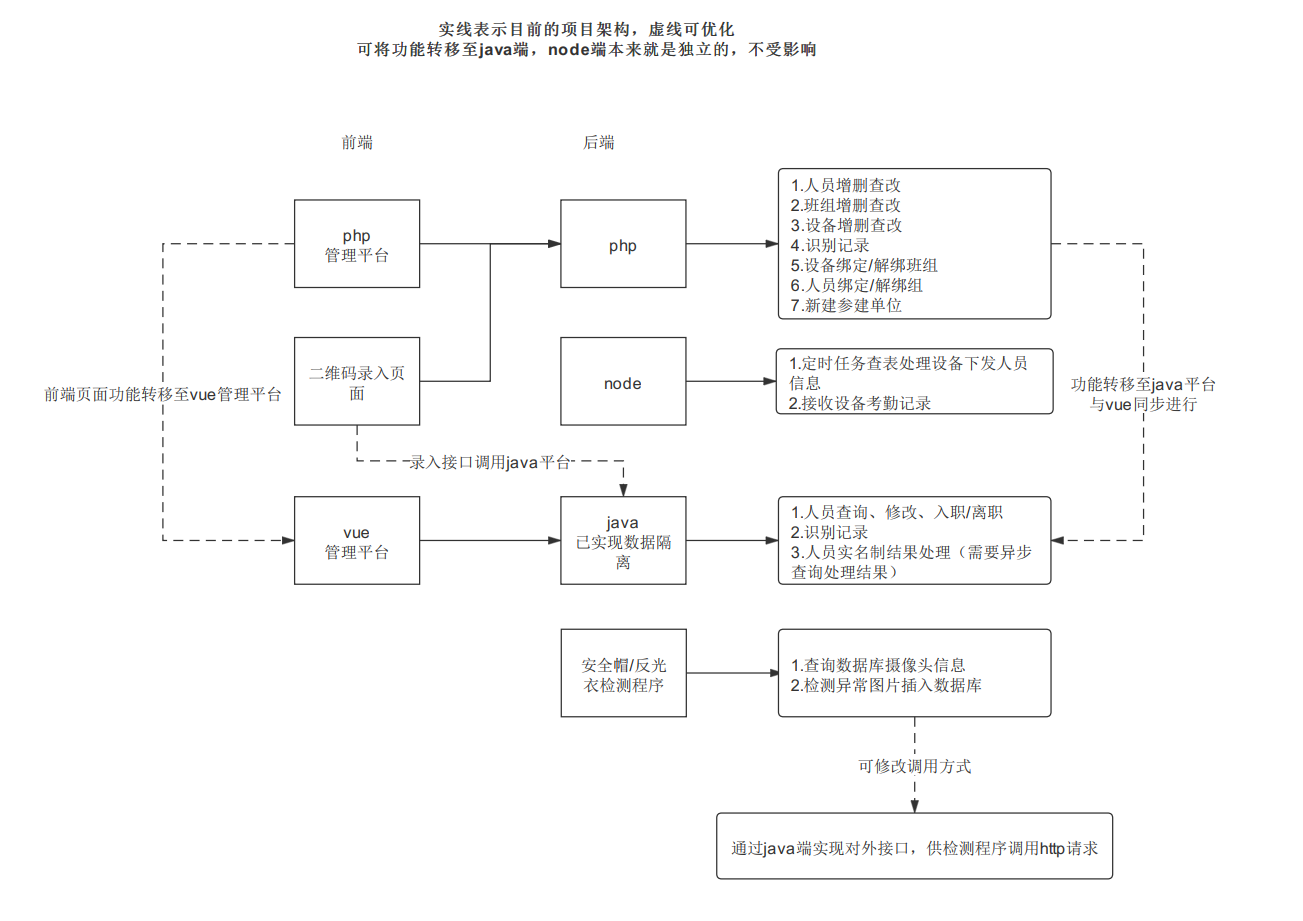 实线表示目前的项目架构，虚线可优化
可将功能转移至java端，node端本来就是独立的，不受影响
前端
后端
php
管理平台
php
1.人员增删查改
2.班组增删查改
3.设备增删查改
4.识别记录
5.设备绑定/解绑班组
6.人员绑定/解绑组
7.新建参建单位
二维码录入页
面
node
1.定时任务查表处理设备下发人员
信息
2.接收设备考勤记录
前端页面功能转移至vue管理平台
功能转移至java平台
与vue同步进行
录入接口调用java平台
vue
管理平台
java
已实现数据隔
离
1.人员查询、修改、入职/离职
2.识别记录
3.人员实名制结果处理（需要异步
查询处理结果）
安全帽/反光
衣检测程序
1.查询数据库摄像头信息
2.检测异常图片插入数据库
可修改调用方式
通过java端实现对外接口，供检测程序调用http请求